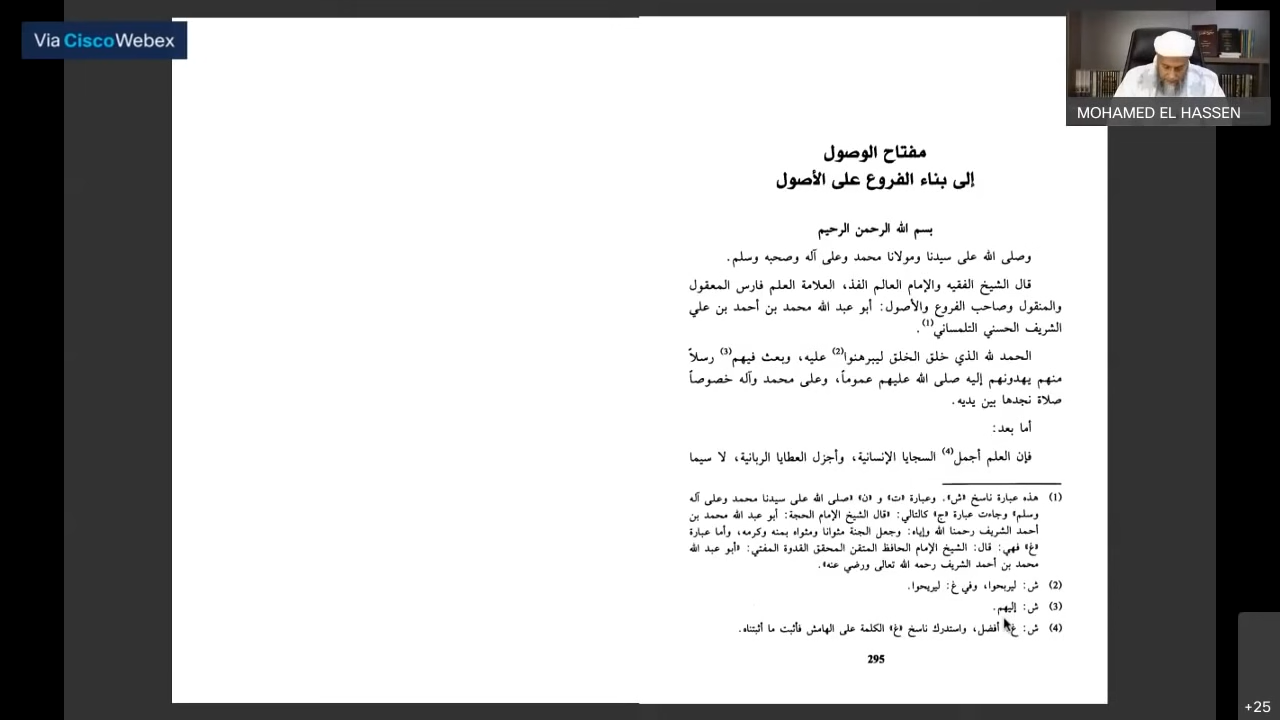 Via CiscoWebex
MOHAMED EL HASSEN
مفتاح الوصول
إلى بناء الفروع على الأصول
بسم الله الرحمن الرحيم
وصلى الله على سيدنا ومولانا محمد وعلى آله وصحبه وسلم.
قال الشيخ الفقيه والإمام العالم الفذ، العلامة العلم فارس المعقول
والمنقول وصاحب الفروع والأصول: أبو عبد الله محمد بن أحمد بن علي
الشريف الحسني التلمساني(1).
الحمد لله الذي خلق الخلق ليبرهنوا(2) عليه، وبعث فيهم(3) رسلاً
منهم يهدونهم إليه صلى الله عليهم عموماً، وعلى محمد وآله خصوصاً
صلاة نجدها بين يديه.
أما بعد:
فإن العلم أجمل(4) السجايا الإنسانية، وأجزل العطايا الربانية، لا سيما
(1) هذه عبارة ناسخ «ش». وعبارة «ت» و «ن» «صلى الله على سيدنا محمد وعلى آله
وسلم» وجاءت عبارة «ج» كالتالي: «قال الشيخ الإمام الحجة: أبو عبد الله محمد بن
أحمد الشريف رحمنا الله وإياه: وجعل الجنة مثوانا ومثواه بمنه وكرمه، وأما عبارة
«غ» فهي: قال: الشيخ الإمام الحافظ المتقن المحقق القدوة المفتي: «أبو عبد الله
محمد بن أحمد الشريف رحمه الله تعالى ورضي عنه».
(2) ش: ليربحوا، وفي غ: ليريحوا.
(3) ش: إليهم.
(4) ش: غ أفضل، واستدرك ناسخ «غ» الكلمة على الهامش فأثبت ما أثبتناه.
295
+25